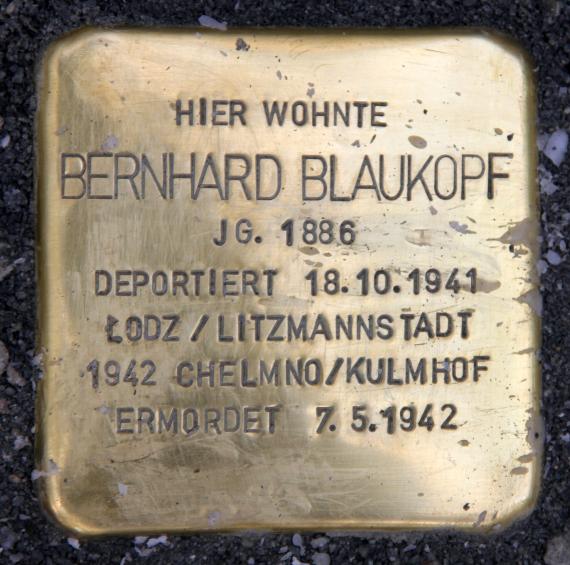 HIER WOHNTE
BERNHARD BLAUKOPF
JG. 1886
DEPORTIERT 18.10.1941
ŁODZ / LITZMANNSTADT
1942 CHELMNO/KULMHOF
ERMORDET 7.5.1942